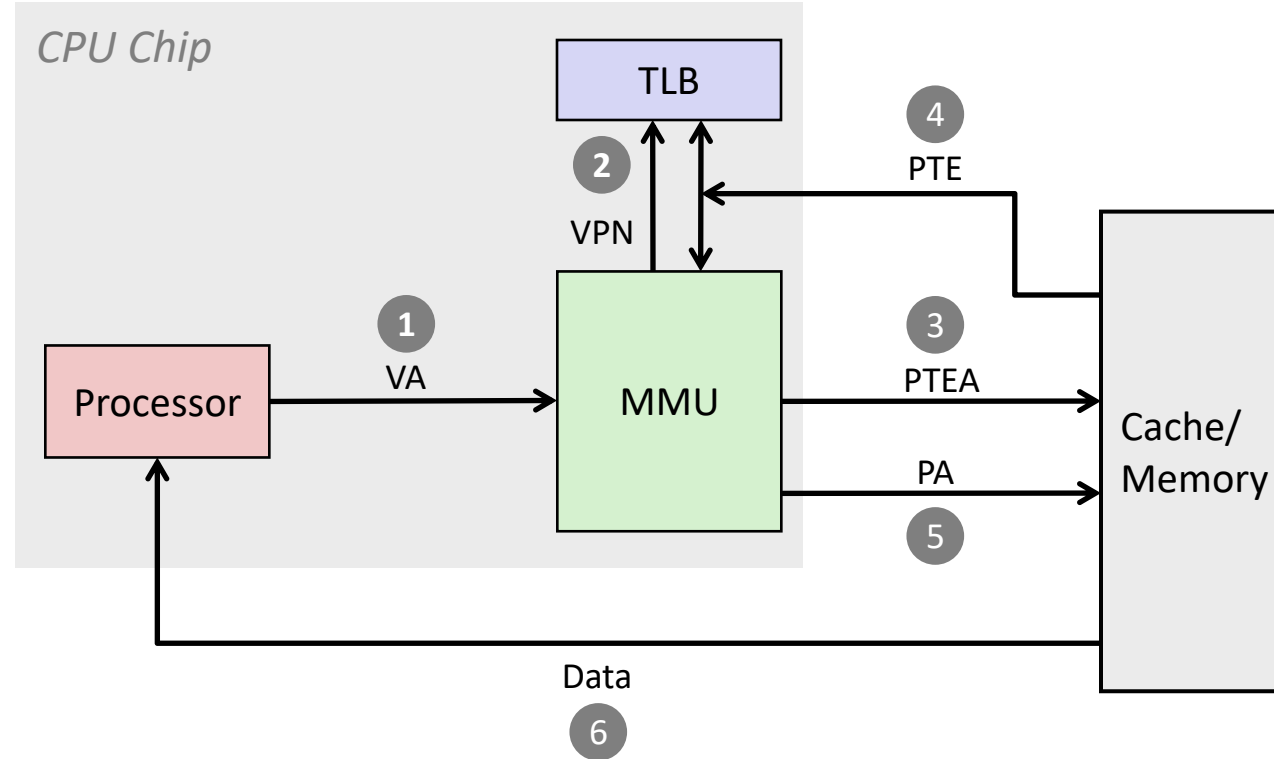 CPU Chip
TLB
4
PTE
2
VPN
1
VA
3
PTEA
Processor
MMU
Cache/
Memory
PA
5
Data
6